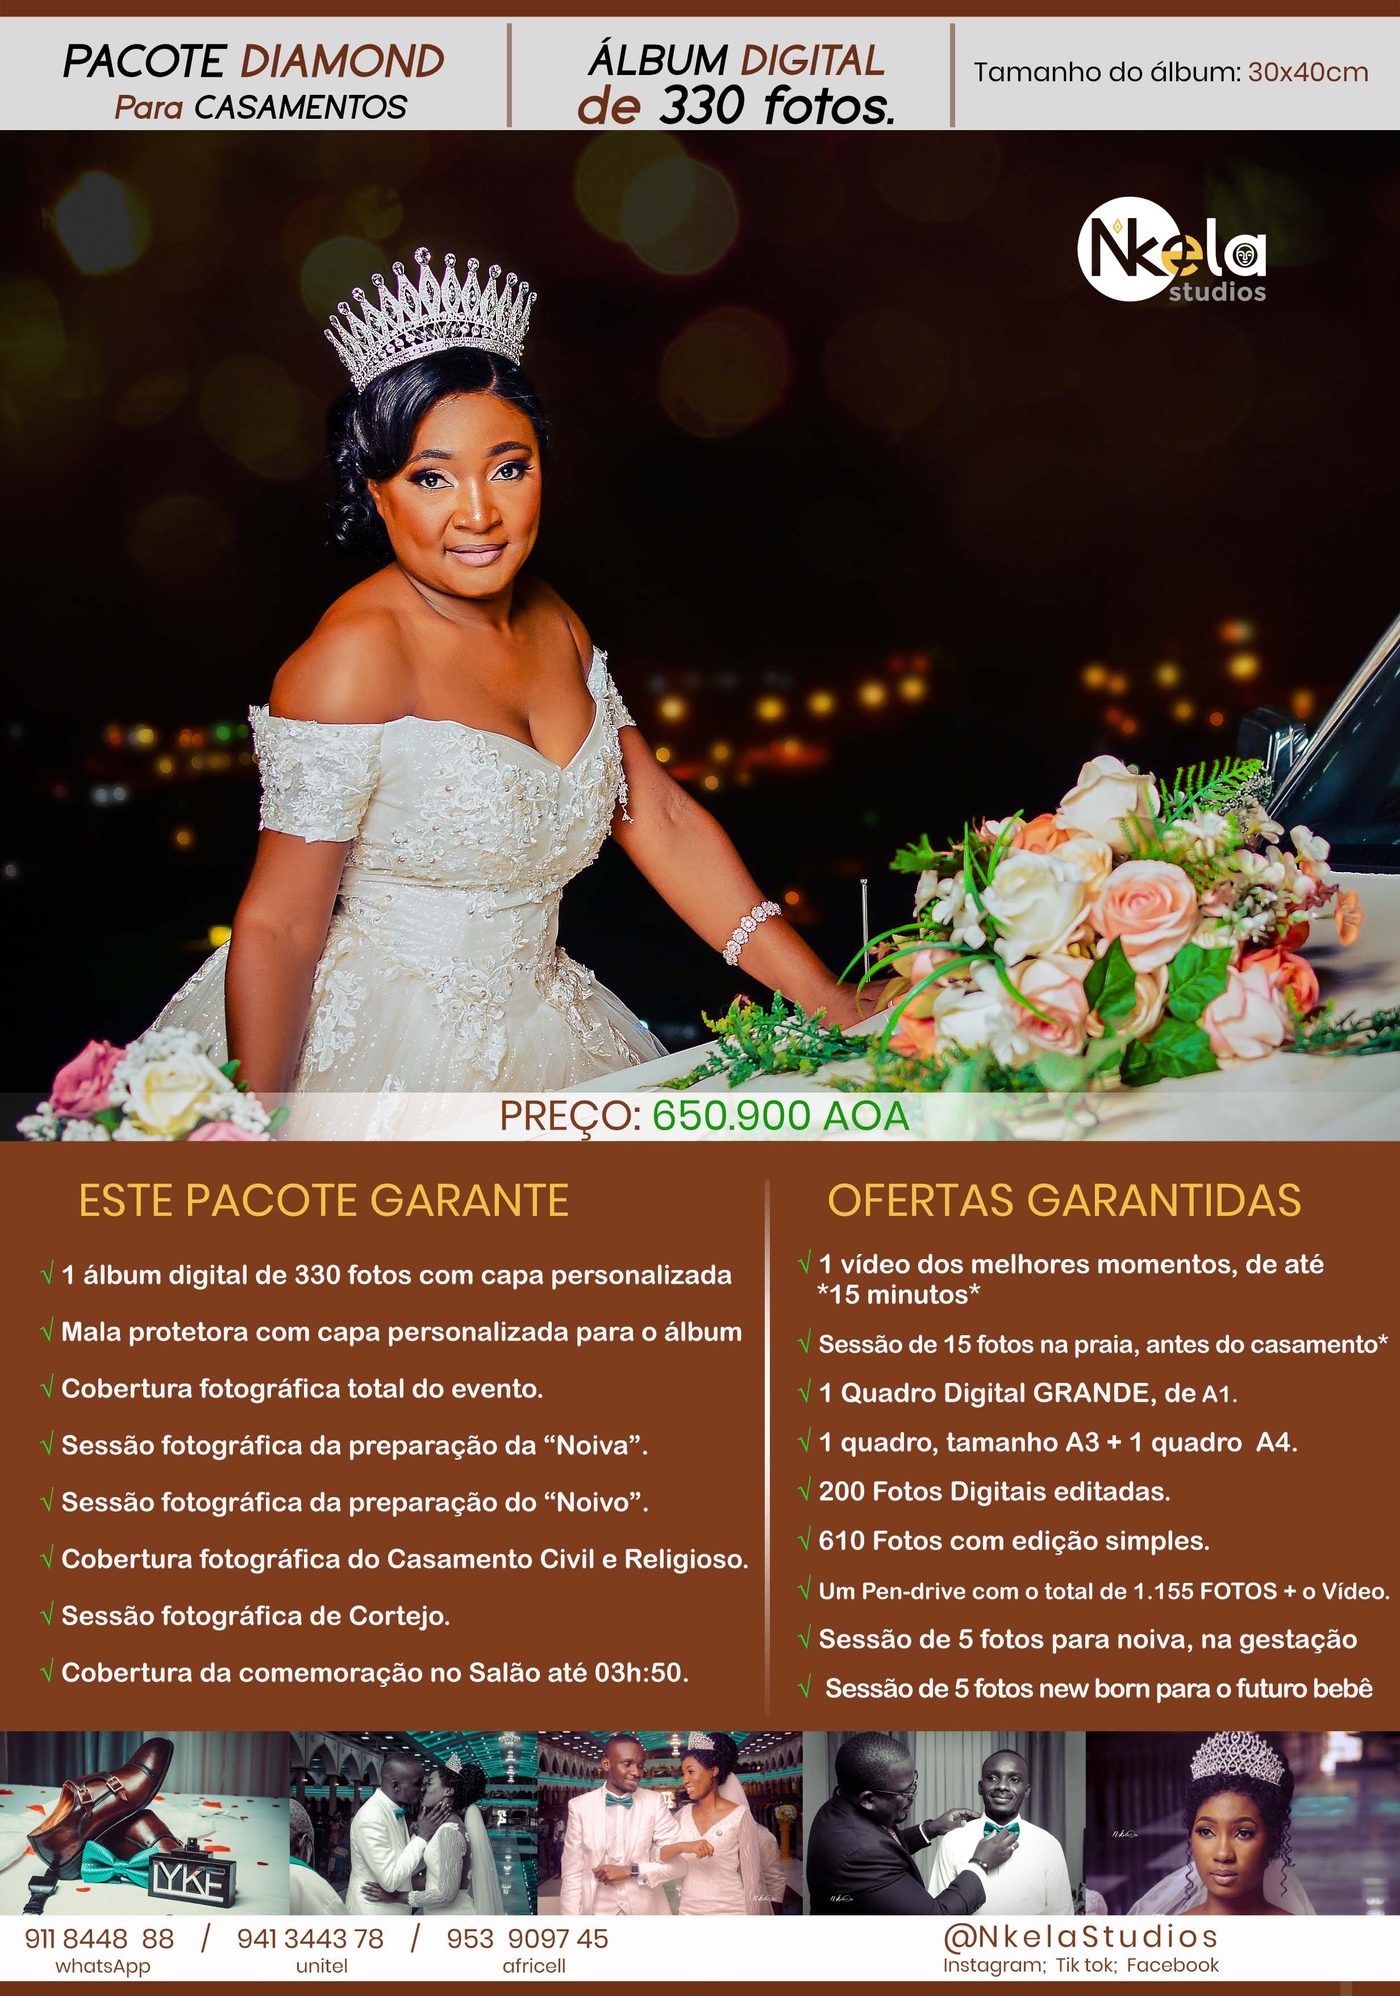 PACOTE DIAMOND
Para CASAMENTOS
ÁLBUM DIGITAL
de 330 fotos.
Tamanho do álbum: 30x40cm
Nkela
studios
PREÇO: 650.900 AOA
ESTE PACOTE GARANTE
√ 1 álbum digital de 330 fotos com capa personalizada
√ Mala protetora com capa personalizada para o álbum
√ Cobertura fotográfica total do evento.
√ Sessão fotográfica da preparação da “Noiva”.
√ Sessão fotográfica da preparação do “Noivo”.
√ Cobertura fotográfica do Casamento Civil e Religioso.
√ Sessão fotográfica de Cortejo.
√ Cobertura da comemoração no Salão até 03h:50.
OFERTAS GARANTIDAS
√ 1 vídeo dos melhores momentos, de até
*15 minutos*
√ Sessão de 15 fotos na praia, antes do casamento*
√ 1 Quadro Digital GRANDE, de A1.
√ 1 quadro, tamanho A3 + 1 quadro A4.
√ 200 Fotos Digitais editadas.
√ 610 Fotos com edição simples.
√ Um Pen-drive com o total de 1.155 FOTOS + o Vídeo.
√ Sessão de 5 fotos para noiva, na gestação
√ Sessão de 5 fotos new born para o futuro bebê
911 8448 88 / 941 3443 78 / 953 9097 45
whatsApp unitel africell
@NkelaStudios
Instagram; Tik tok; Facebook